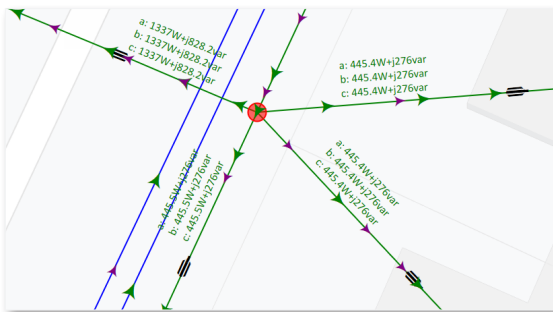 a: 1337W+j828.2var
b: 1337W+j828.2var
c: 1337W+j828.2var
a: 445.4W+j276var
b: 445.4W+j276var
c: 445.4W+j276var
a: 445.4W+j276var
b: 445.4W+j276var
c: 445.4W+j276var
a: 445.5W+j276var
b: 445.5W+j276var
c: 445.5W+j276var